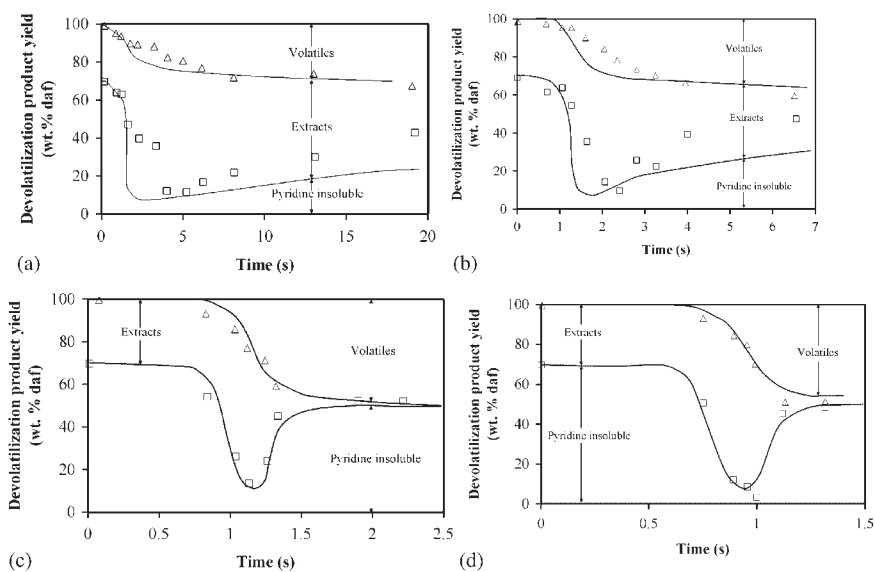 Devolatilization product yield
(wt.% daf)
100
80
60
40
20
0
Volatiles
Extracts
Pyridine insoluble
0
5
10
15
20
Time (s)
(a)
Devolatilization product yield
(wt.% daf)
100
80
60
40
20
0
Volatiles
Extracts
Pyridine insoluble
0
1
2
3
4
5
6
7
Time (s)
(b)
Devolatilization product yield
(wt. % daf)
100
80
60
40
20
0
Extracts
Volatiles
Pyridine insoluble
0
0.5
1
1.5
2
2.5
Time (s)
(c)
Devolatilization product yield
(wt. % daf)
100
80
60
40
20
0
Extracts
Volatiles
Pyridine insoluble
0
0.5
1
1.5
Time (s)
(d)